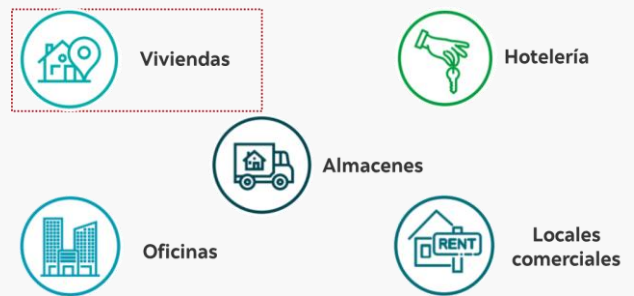 Viviendas
Hotelería
Almacenes
Oficinas
RENT
Locales
comerciales